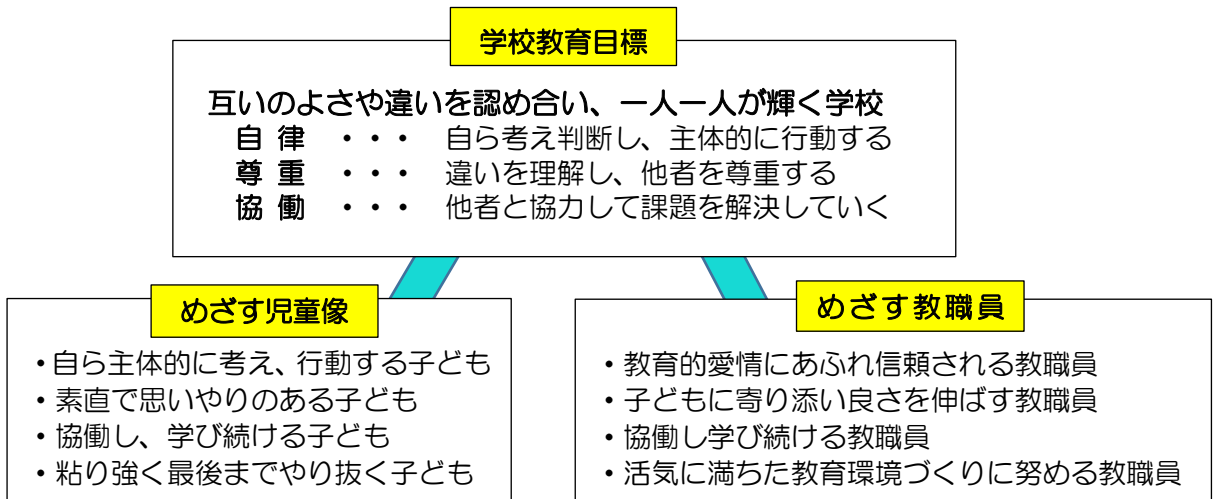 学校教育目標
互いのよさや違いを認め合い、一人一人が輝く学校
自 律 ・・・ 自ら考え判断し、主体的に行動する
尊 重 ・・・ 違いを理解し、他者を尊重する
協 働 ・・・ 他者と協力して課題を解決していく
めざす児童像
・自ら主体的に考え、行動する子ども
・素直で思いやりのある子ども
・協働し、学び続ける子ども
・粘り強く最後までやり抜く子ども
めざす教職員
・教育的愛情にあふれ信頼される教職員
・子どもに寄り添い良さを伸ばす教職員
・協働し学び続ける教職員
・活気に満ちた教育環境づくりに努める教職員